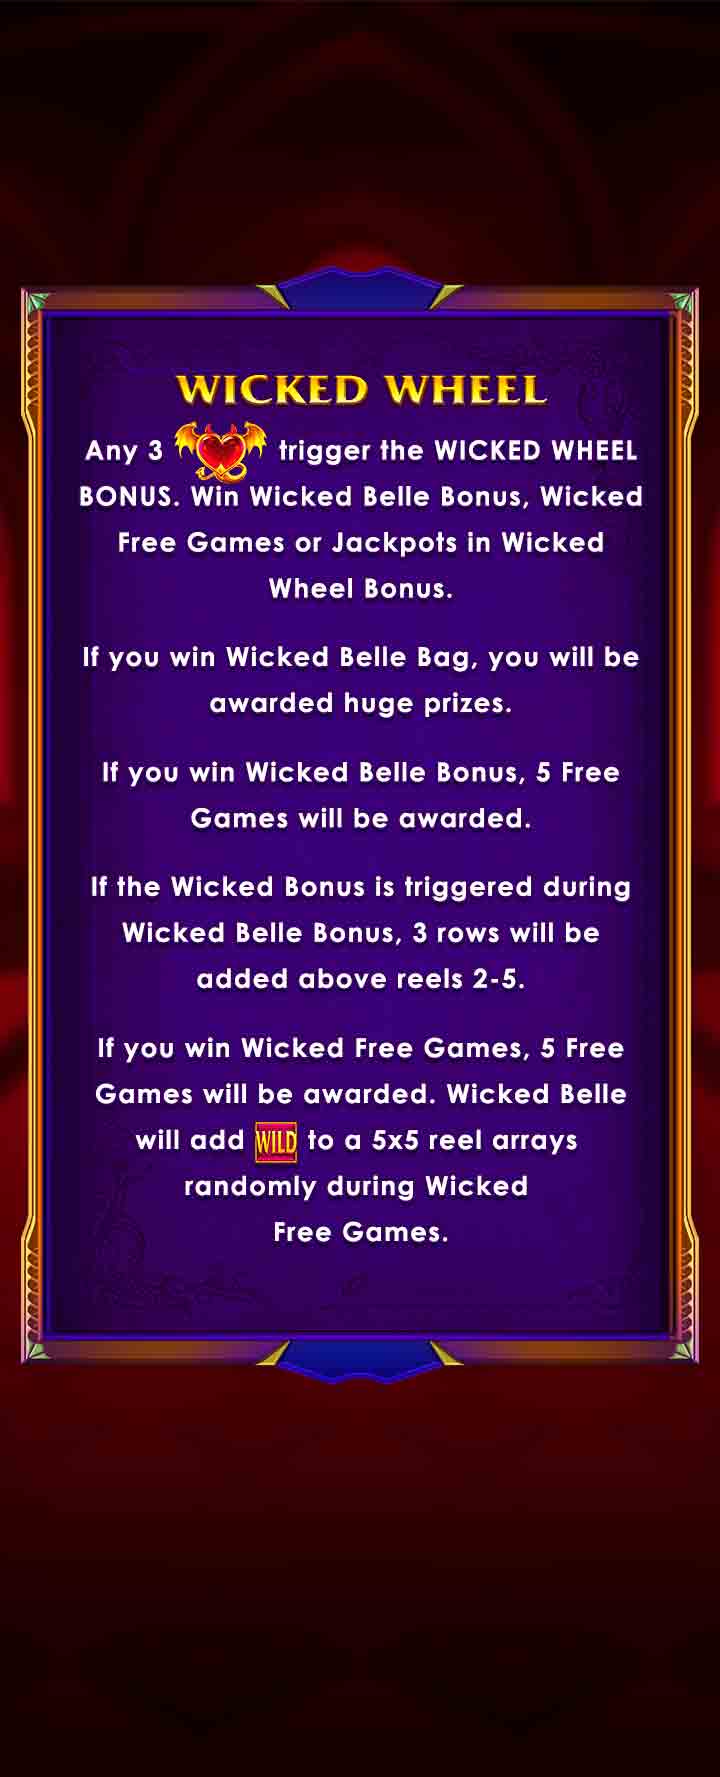 WICKED WHEEL
Any 3 trigger the WICKED WHEEL
BONUS. Win Wicked Belle Bonus, Wicked
Free Games or Jackpots in Wicked
Wheel Bonus.
If you win Wicked Belle Bag, you will be
awarded huge prizes.
If you win Wicked Belle Bonus, 5 Free
Games will be awarded.
If the Wicked Bonus is triggered during
Wicked Belle Bonus, 3 rows will be
added above reels 2-5.
If you win Wicked Free Games, 5 Free
Games will be awarded. Wicked Belle
will add WILD to a 5x5 reel arrays
randomly during Wicked
Free Games.